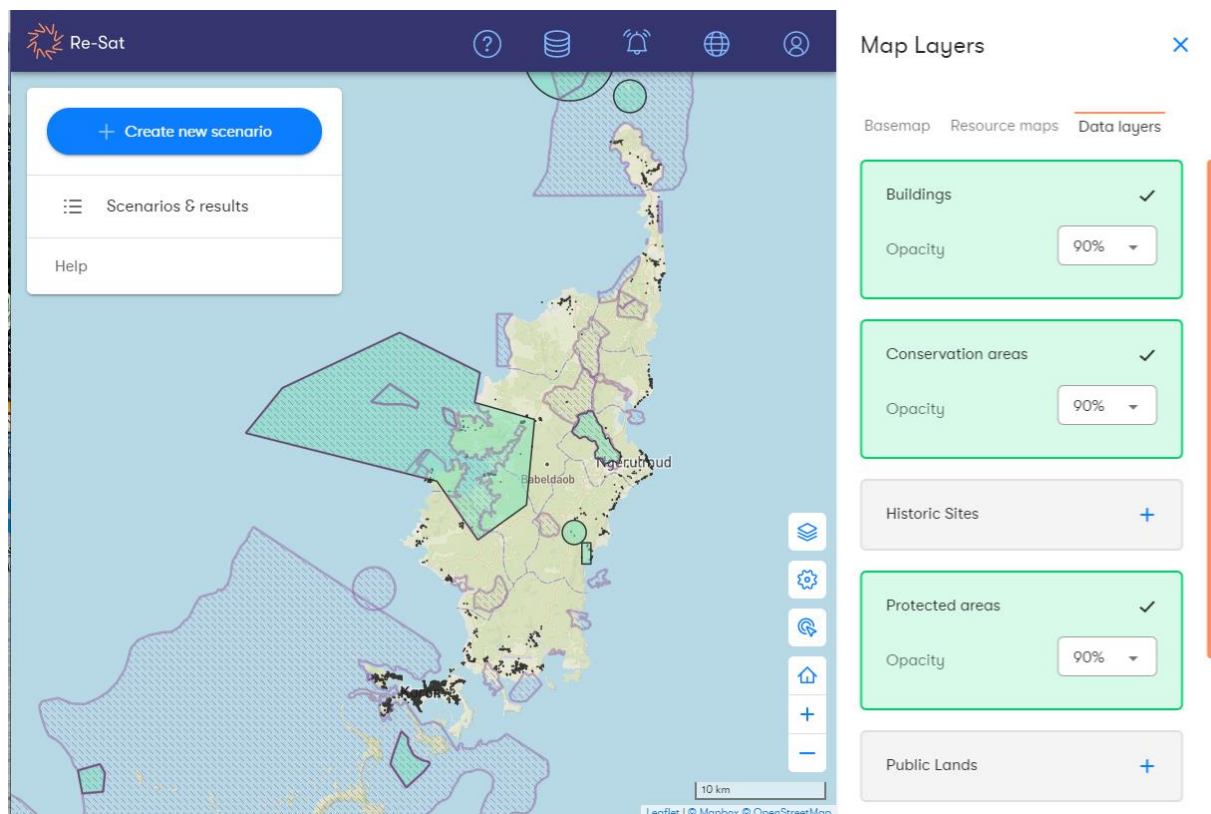 Re-Sat
Create new scenario
Scenarios & results
Help
Babeldaob
10 km
Leaflet | © Mapbox © OpenStreetMap
Map Layers
Basemap Resource maps Data layers
Buildings
Opacity 90%
Conservation areas
Opacity 90%
Historic Sites
Protected areas
Opacity 90%
Public Lands